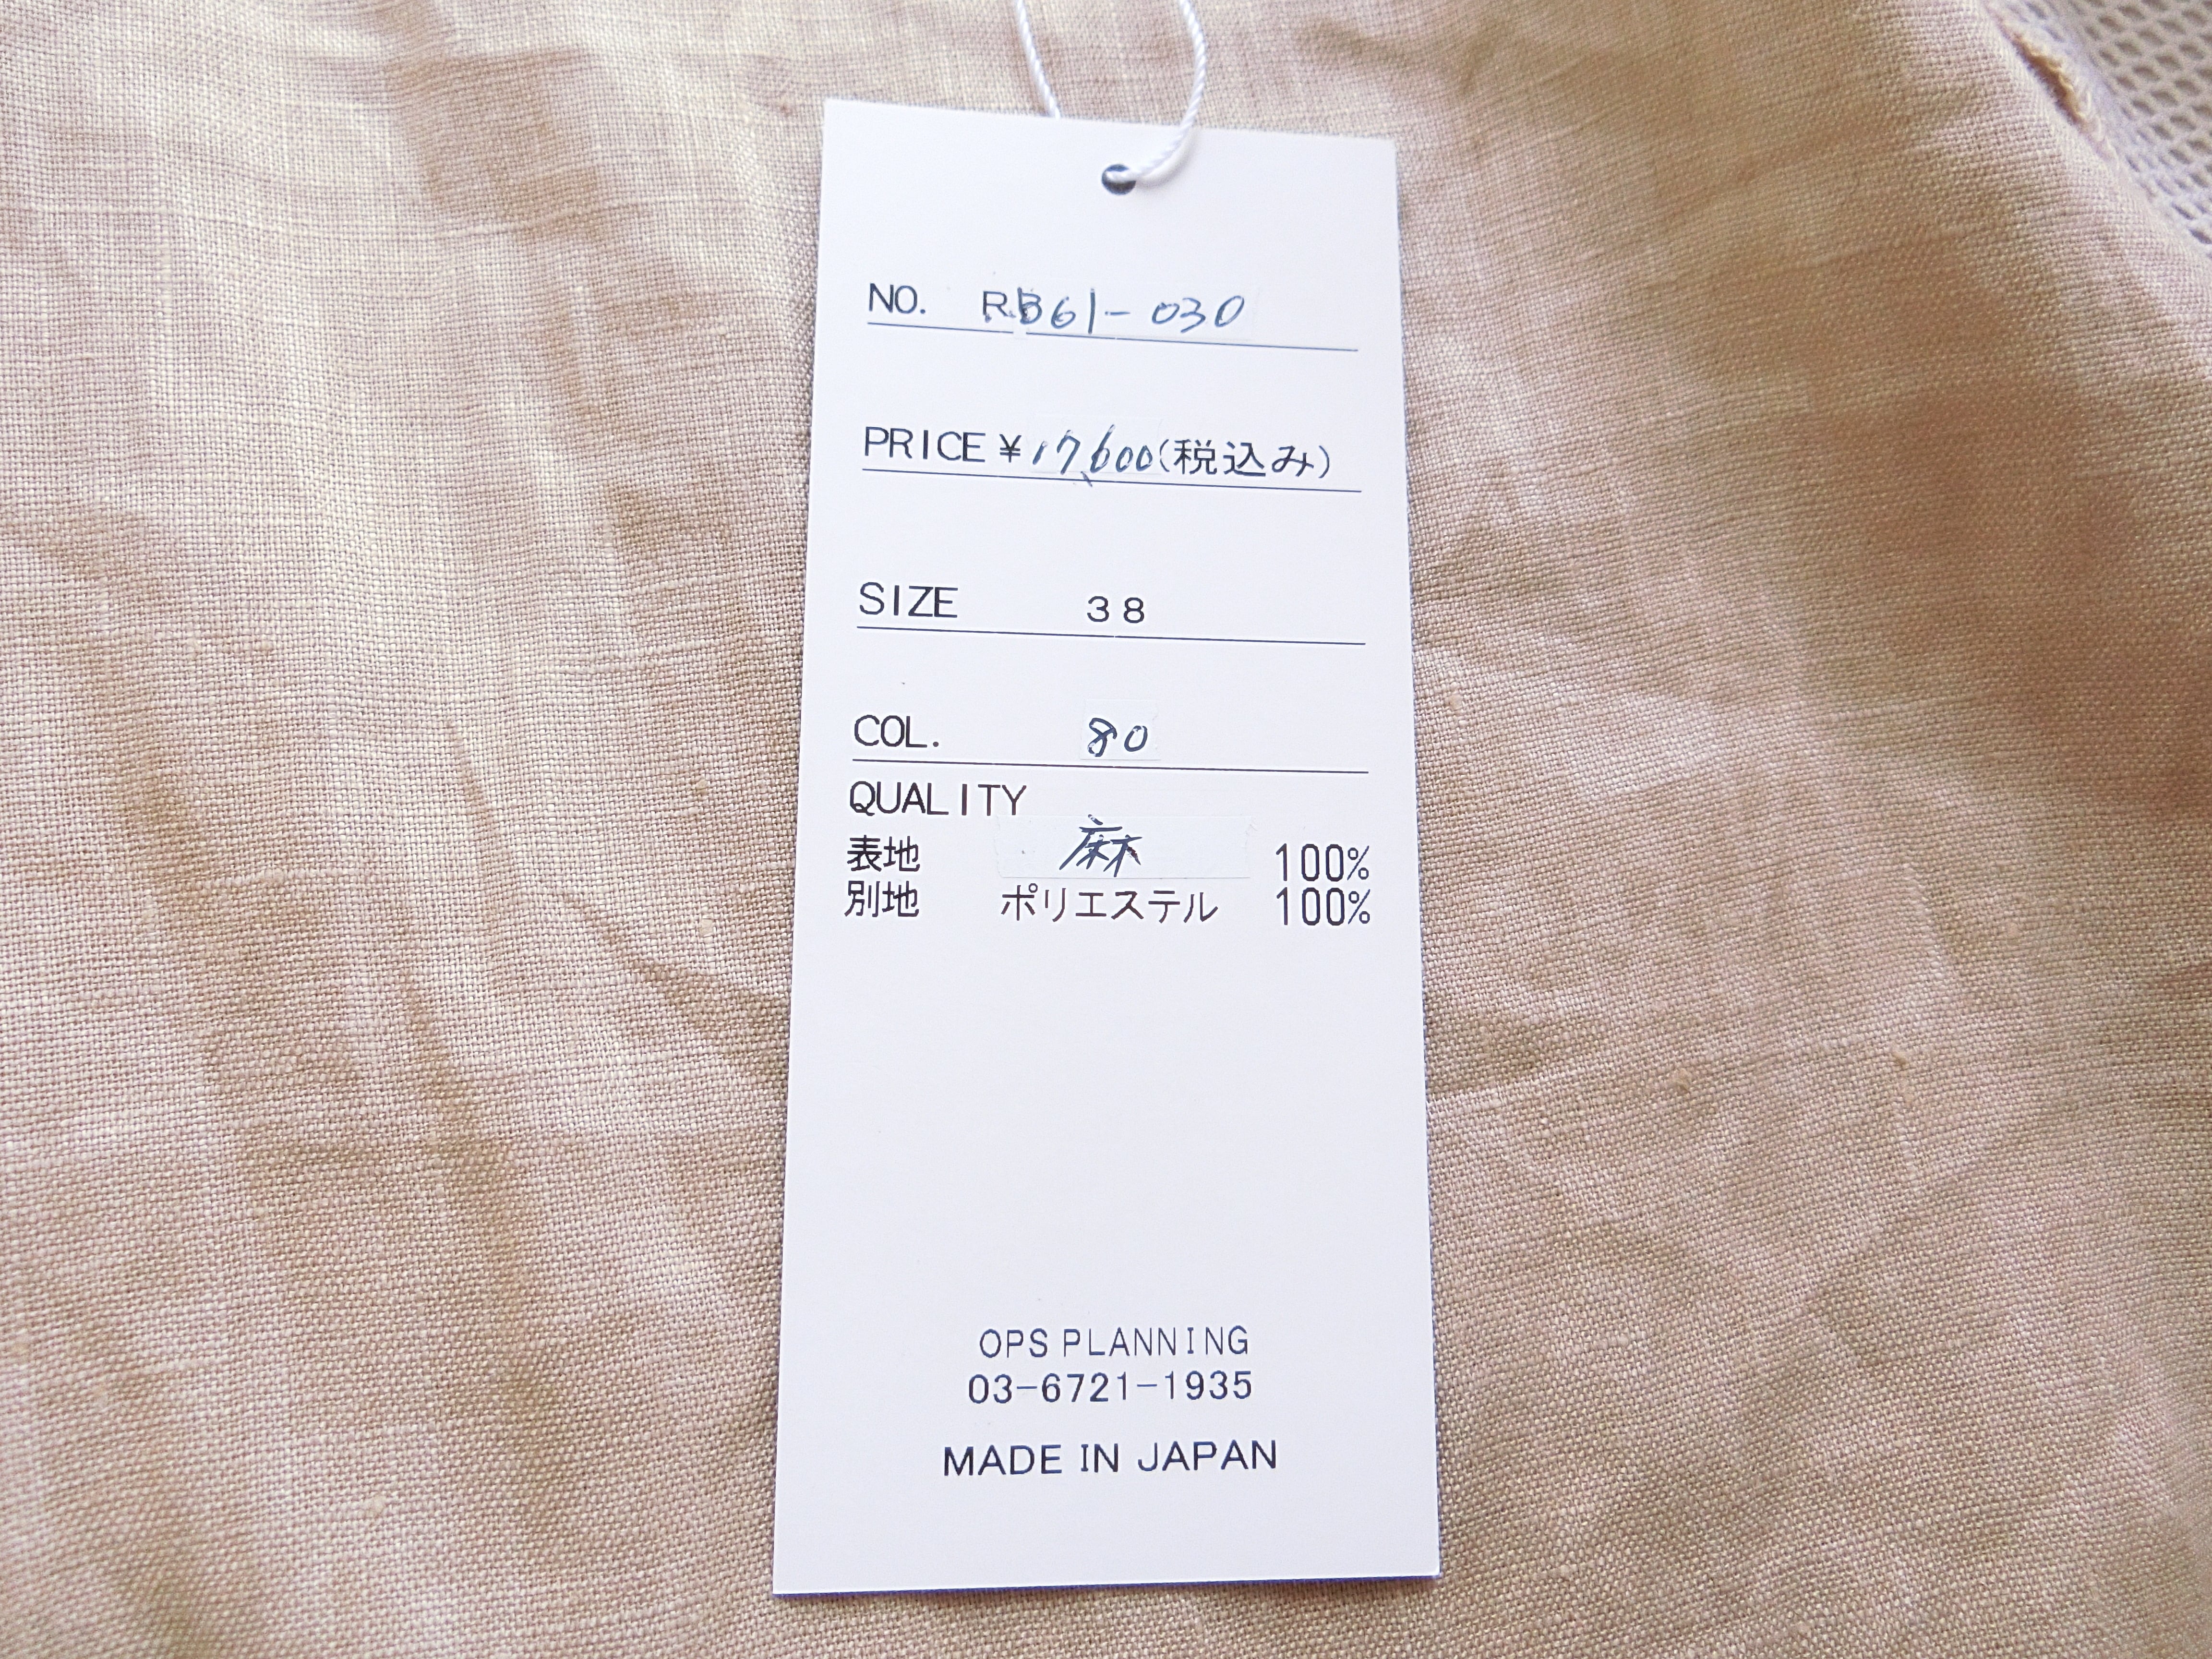 NO. RB61-030
PRICE ¥17,600(税込み)
SIZE 38
COL. 80
QUALITY
表地 麻 100%
別地 ポリエステル 100%
OPS PLANNING
03-6721-1935
MADE IN JAPAN